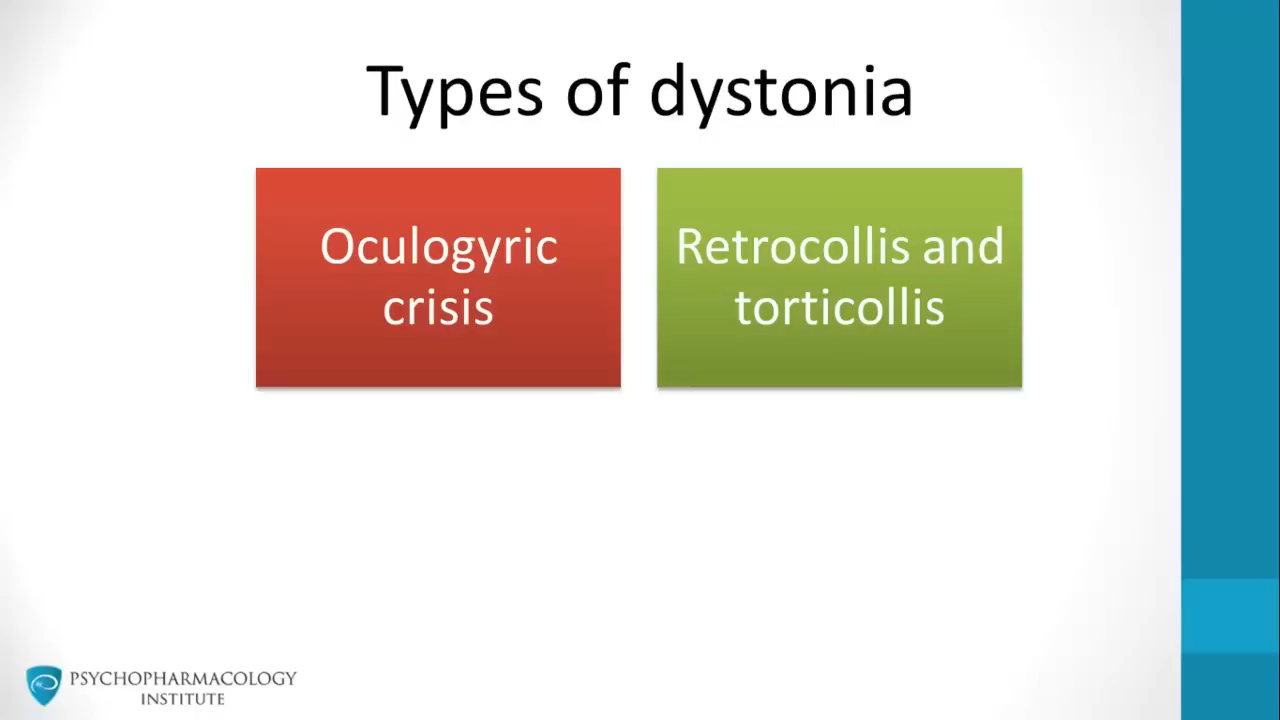 Types of dystonia
Oculogyric
crisis
Retrocollis and
torticollis
PSYCHOPHARMACOLOGY
INSTITUTE